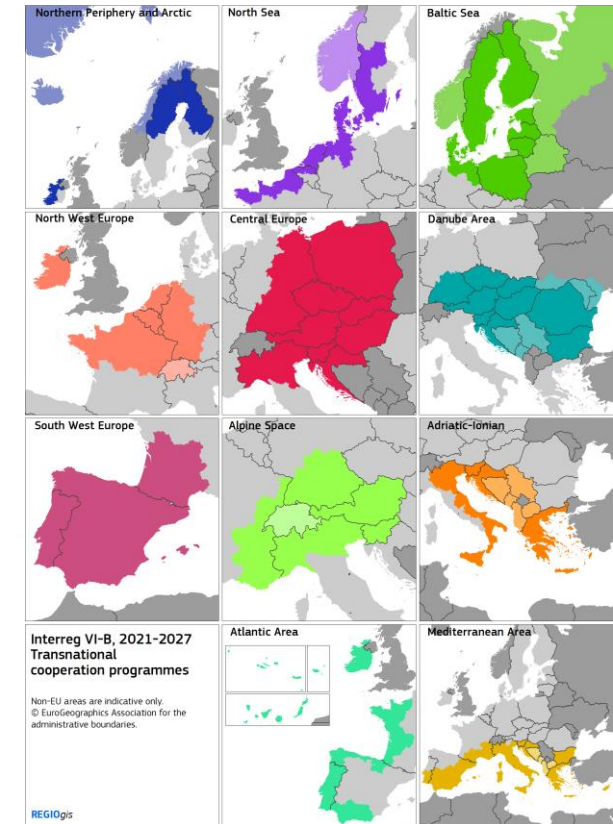 Northern Periphery and Arctic
North Sea
Baltic Sea
North West Europe
Central Europe
Danube Area
South West Europe
Alpine Space
Adriatic-Ionian
Interreg VI-B, 2021-2027
Transnational
cooperation programmes
Non-EU areas are indicative only.
© EuroGeographics Association for the
administrative boundaries.
REGIOgis
Atlantic Area
Mediterranean Area